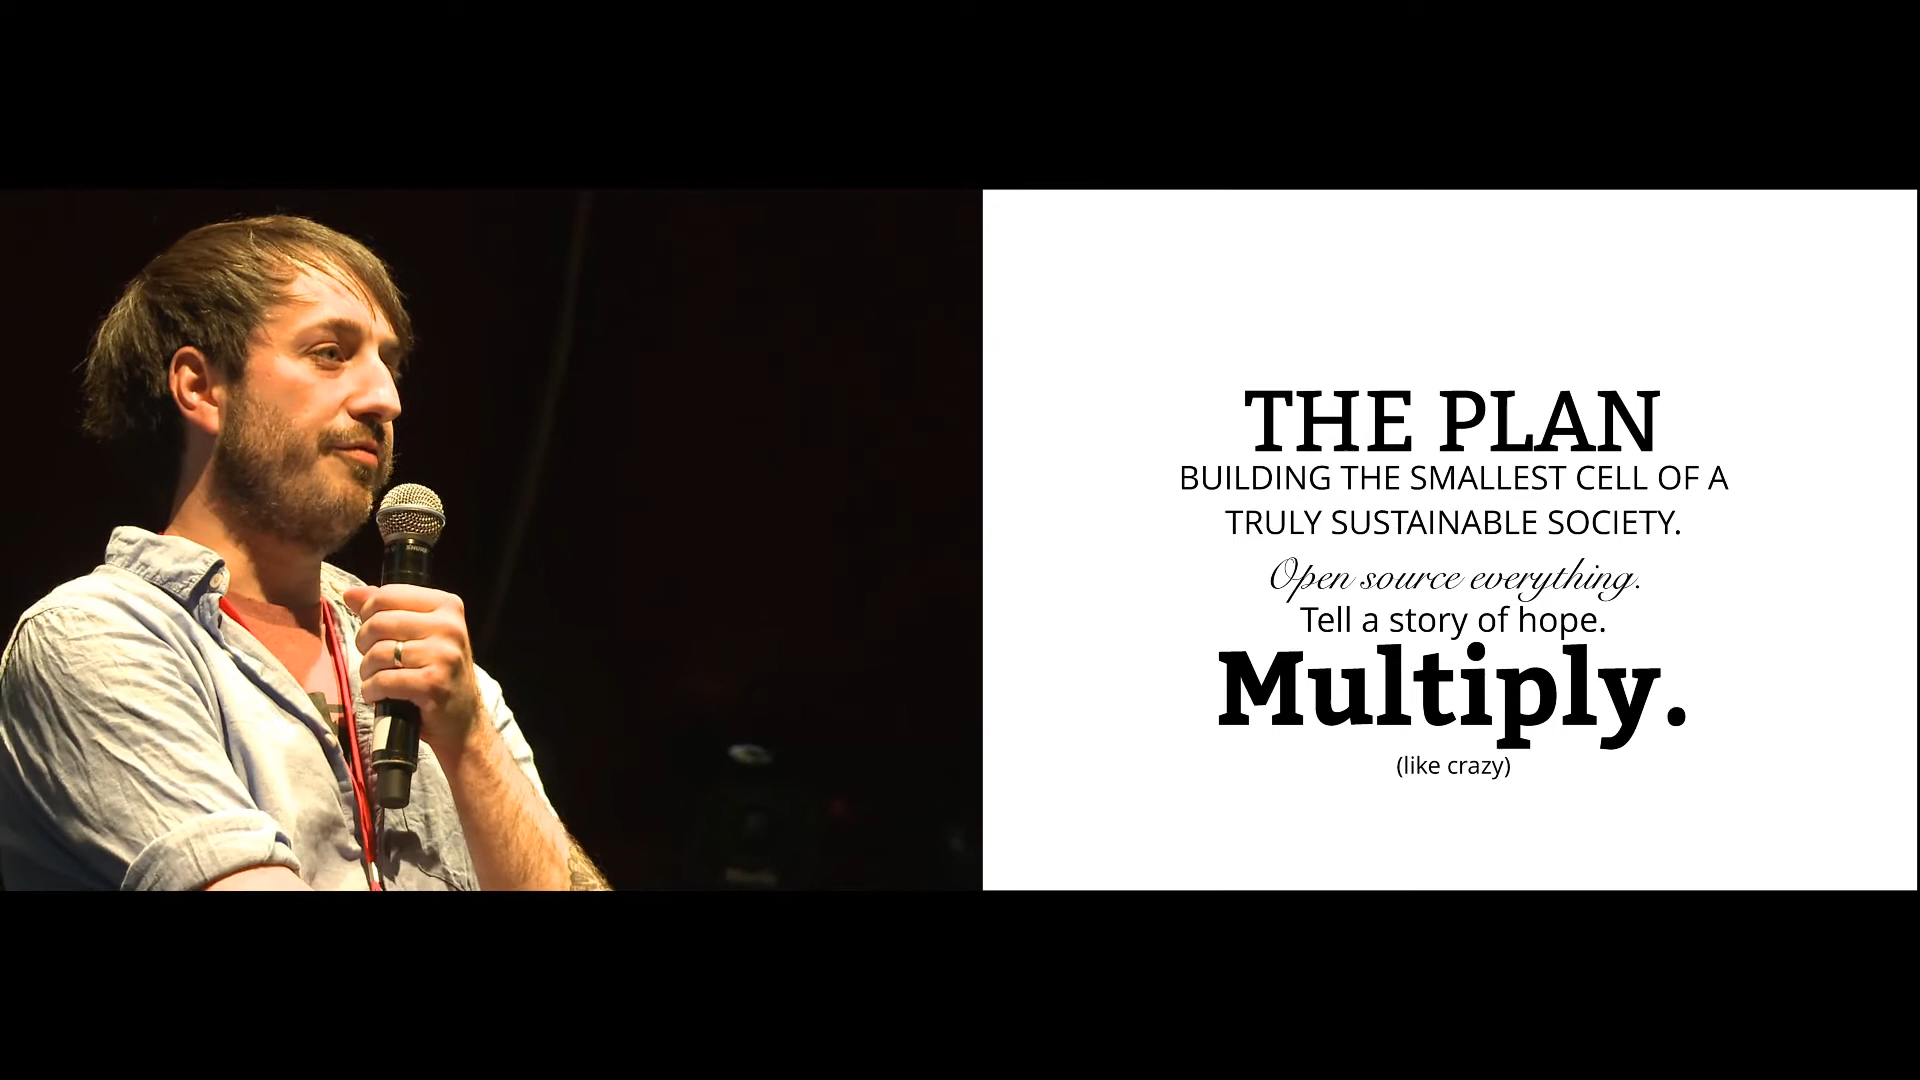 THE PLAN
BUILDING THE SMALLEST CELL OF A
TRULY SUSTAINABLE SOCIETY.
Open source everything.
Tell a story of hope.
Multiply.
(like crazy)
SHURE